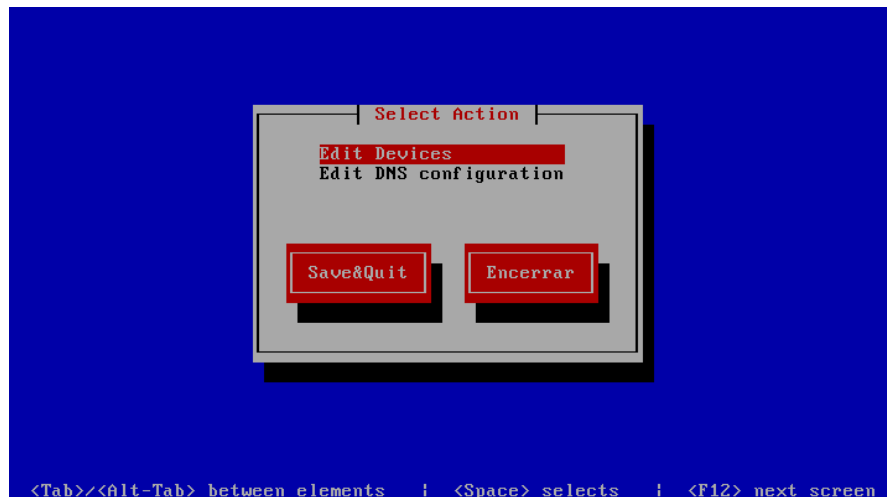 Select Action
Edit Devices
Edit DNS configuration
Save&Quit Encerrar
<Tab>/<Alt-Tab> between elements ¦ <Space> selects ¦ <F12> next screen